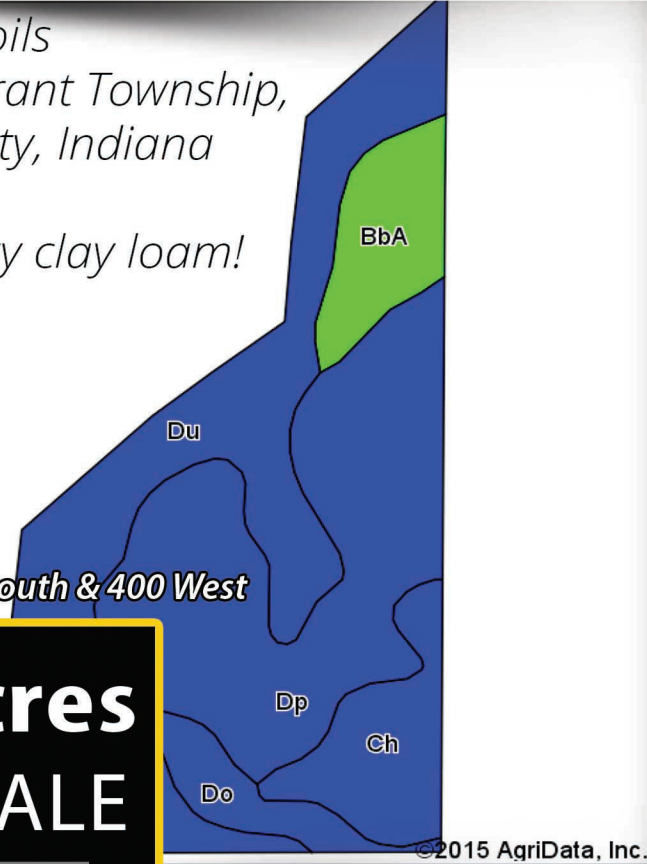 oils
rant Township,
ty, Indiana
y clay loam!
BbA
Du
outh & 400 West
Dp
Ch
Do
cres
ALE
©2015 AgriData, Inc.